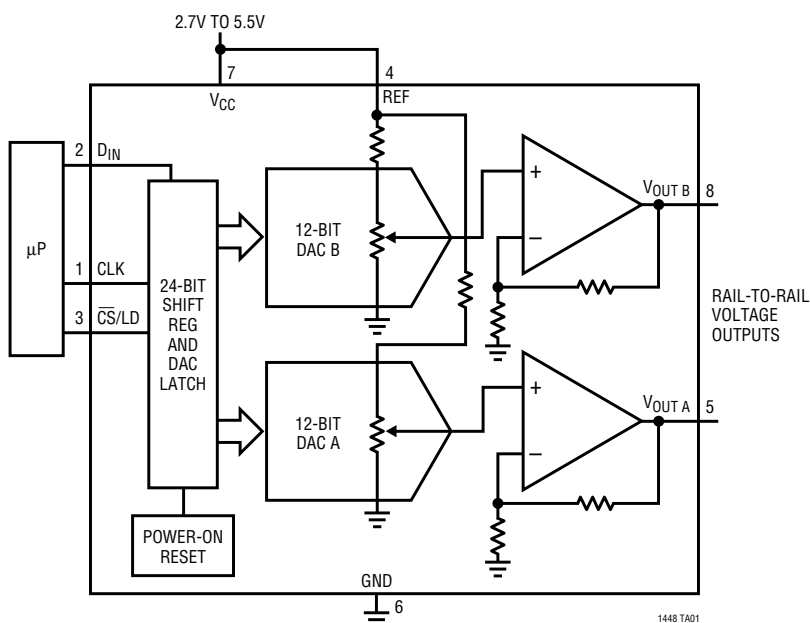 2.7V TO 5.5V
7
4
VCC
REF
2
DIN
μP
1
CLK
3
CS/LD
24-BIT
SHIFT
REG
AND
DAC
LATCH
POWER-ON
RESET
12-BIT
DAC B
+
–
VOUT B
8
RAIL-TO-RAIL
VOLTAGE
OUTPUTS
12-BIT
DAC A
+
–
VOUT A
5
GND
6
1448 TA01